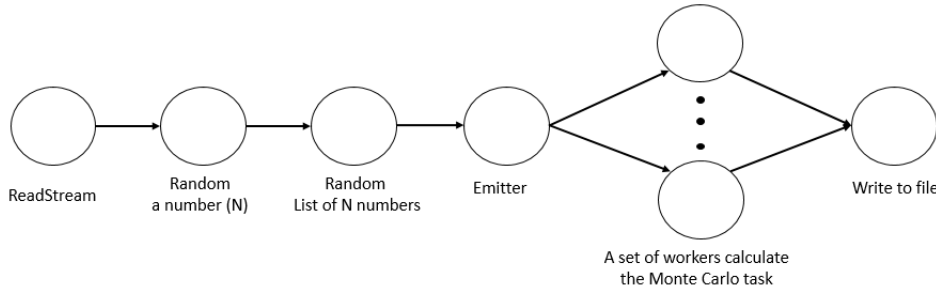 ReadStream
Random
a number (N)
Random
List of N numbers
Emitter
A set of workers calculate
the Monte Carlo task
Write to file